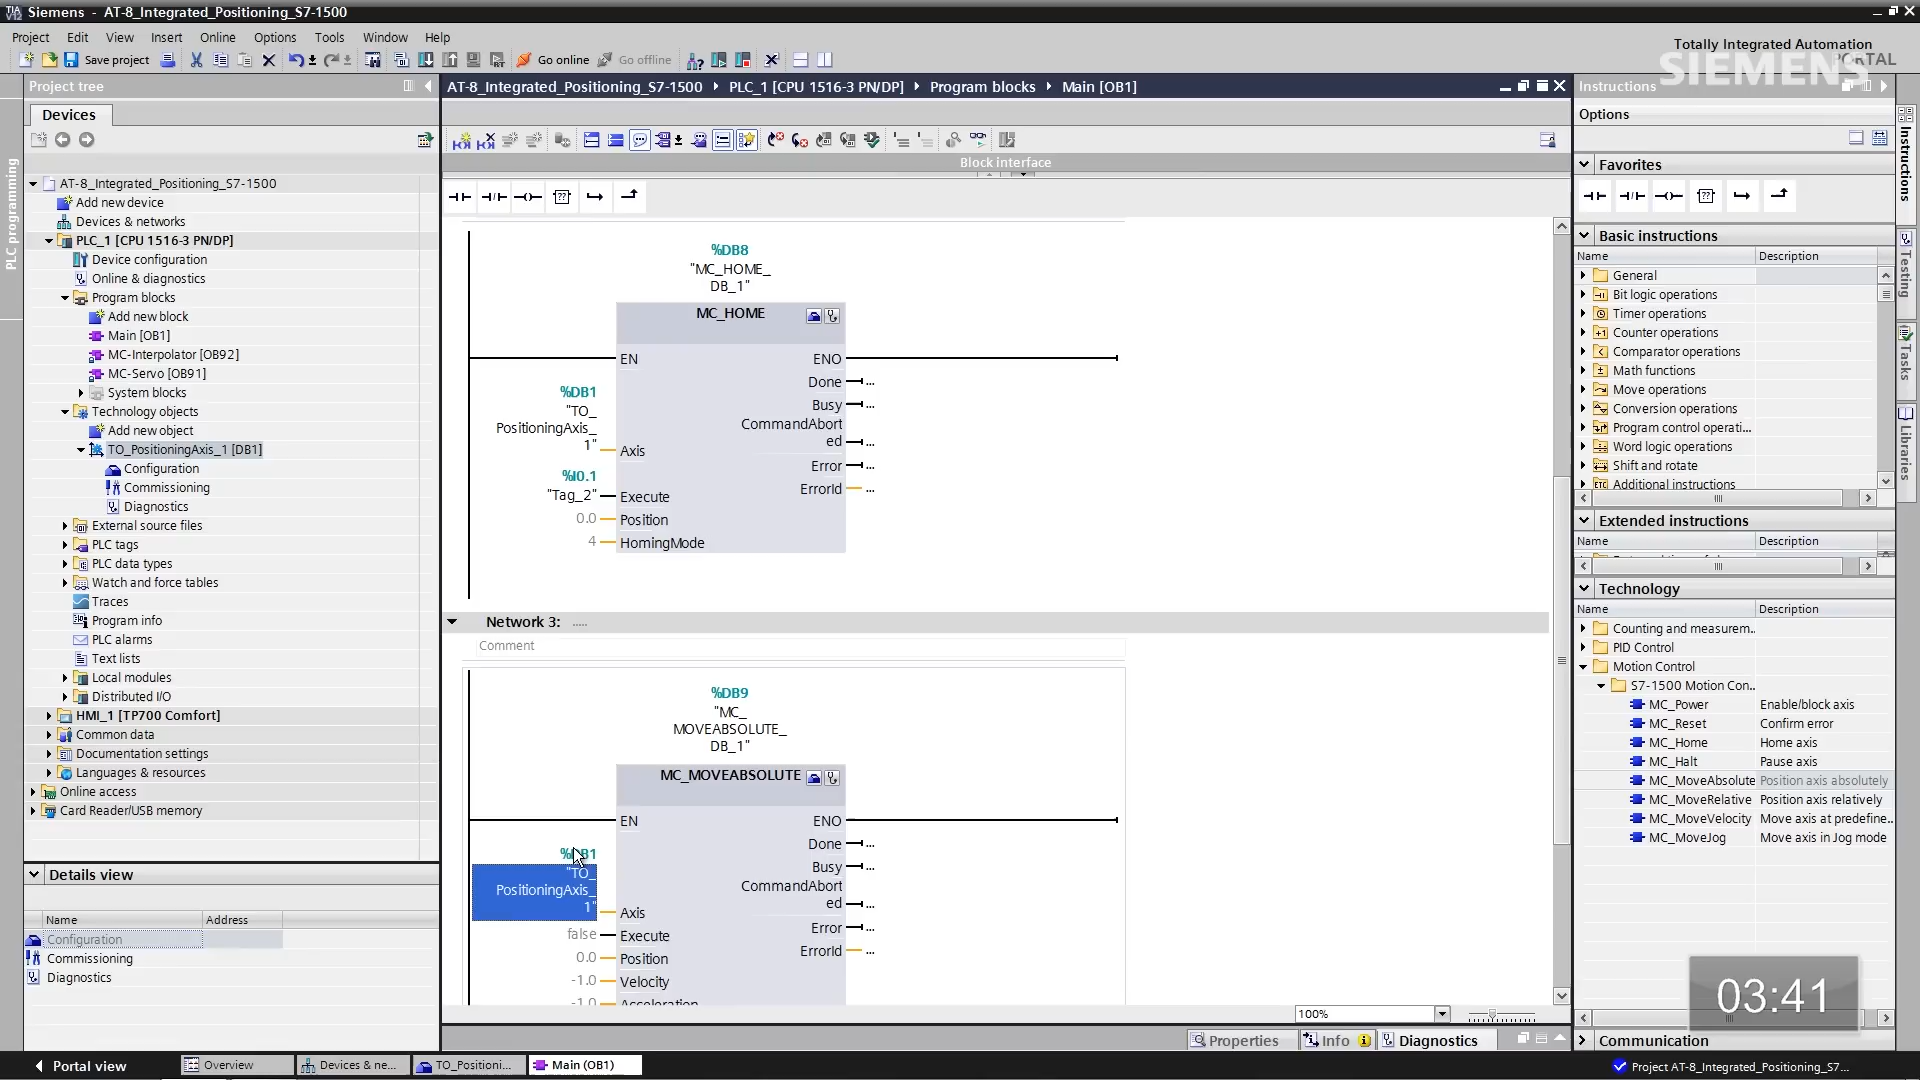 Siemens - AT-8_Integrated_Positioning_S7-1500
Project Edit View Insert Online Options Tools Window Help
Totally Integrated Automation
PORTAL
SIEMENS
Save project
Go online
Go offline
Project tree
AT-8_Integrated_Positioning_S7-1500 PLC_1 [CPU 1516-3 PN/DP] Program blocks Main [OB1]
Instructions
Devices
Options
PLC programming
Block interface
AT-8_Integrated_Positioning_S7-1500
Add new device
Devices & networks
PLC_1 [CPU 1516-3 PN/DP]
Device configuration
Online & diagnostics
Program blocks
Add new block
Main [OB1]
MC-Interpolator [OB92]
MC-Servo [OB91]
System blocks
Technology objects
Add new object
TO_PositioningAxis_1 [DB1]
Configuration
Commissioning
Diagnostics
External source files
PLC tags
PLC data types
Watch and force tables
Traces
Program info
PLC alarms
Text lists
Local modules
Distributed I/O
HMI_1 [TP700 Comfort]
Common data
Documentation settings
Languages & resources
Online access
Card Reader/USB memory
Details view
Name Address
Configuration
Commissioning
Diagnostics
%DB8
"MC_HOME_
DB_1"
MC_HOME
EN ENO
Done ...
Busy ...
CommandAbort
ed ...
Error ...
ErrorId ...
%DB1
"TO_
PositioningAxis_
1" Axis
%I0.1
"Tag_2" Execute
0.0 Position
4 HomingMode
Network 3: .....
Comment
%DB9
"MC_
MOVEABSOLUTE_
DB_1"
MC_MOVEABSOLUTE
EN ENO
Done ...
Busy ...
CommandAbort
ed ...
Error ...
ErrorId ...
%DB1
"TO_
PositioningAxis_
1" Axis
false Execute
0.0 Position
-1.0 Velocity
-1.0 Acceleration
100%
Properties Info Diagnostics
Favorites
Basic instructions
Name Description
General
Bit logic operations
Timer operations
Counter operations
Comparator operations
Math functions
Move operations
Conversion operations
Program control operati...
Word logic operations
Shift and rotate
Additional instructions
Extended instructions
Name Description
Technology
Name Description
Counting and measurem..
PID Control
Motion Control
S7-1500 Motion Con..
MC_Power Enable/block axis
MC_Reset Confirm error
MC_Home Home axis
MC_Halt Pause axis
MC_MoveAbsolute Position axis absolutely
MC_MoveRelative Position axis relatively
MC_MoveVelocity Move axis at predefine..
MC_MoveJog Move axis in Jog mode
03:41
Communication
Instructions
Testing
Tasks
Libraries
Portal view Overview Devices & ne... TO_Positioni... Main (OB1)
Project AT-8_Integrated_Positioning_S7...